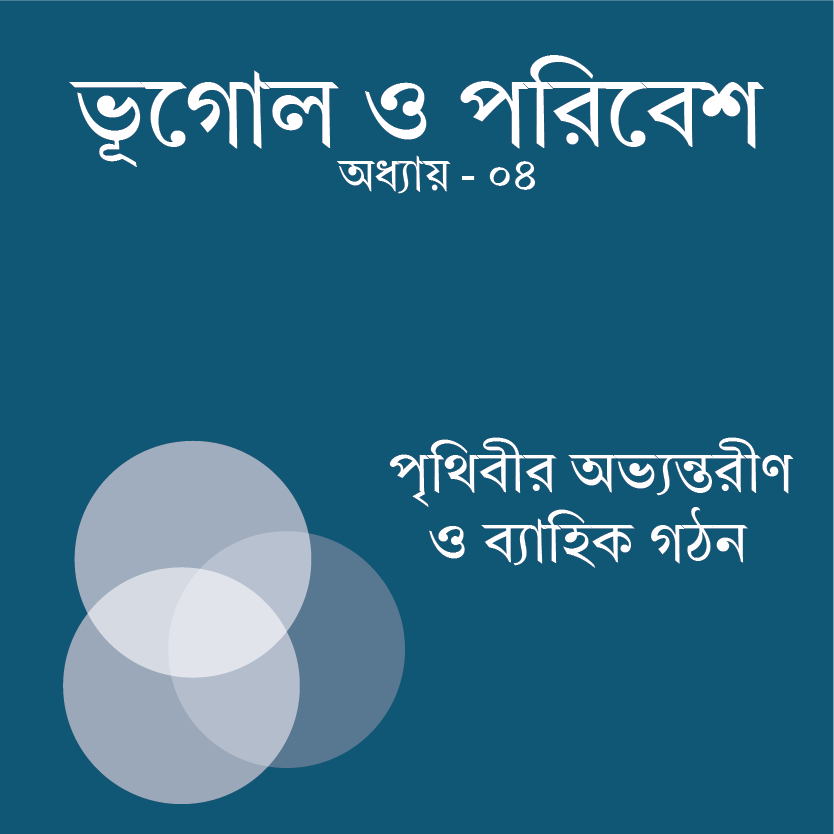 ভূগোল ও পরিবেশ
অধ্যায় - ০৪
পৃথিবীর অভ্যন্তরীণ
ও ব্যাহিক গঠন